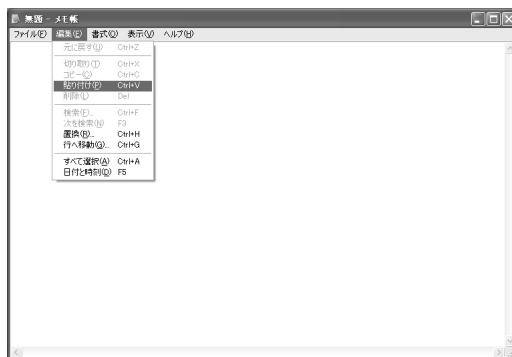 無題 - メモ帳
ファイル(F) 編集(E) 書式(O) 表示(V) ヘルプ(H)
元に戻す(U) Ctrl+Z
切り取り(T) Ctrl+X
コピー(C) Ctrl+C
貼り付け(P) Ctrl+V
削除(L) Del
検索(F)... Ctrl+F
次を検索(N) F3
置換(R)... Ctrl+H
行へ移動(G)... Ctrl+G
すべて選択(A) Ctrl+A
日付と時刻(D) F5